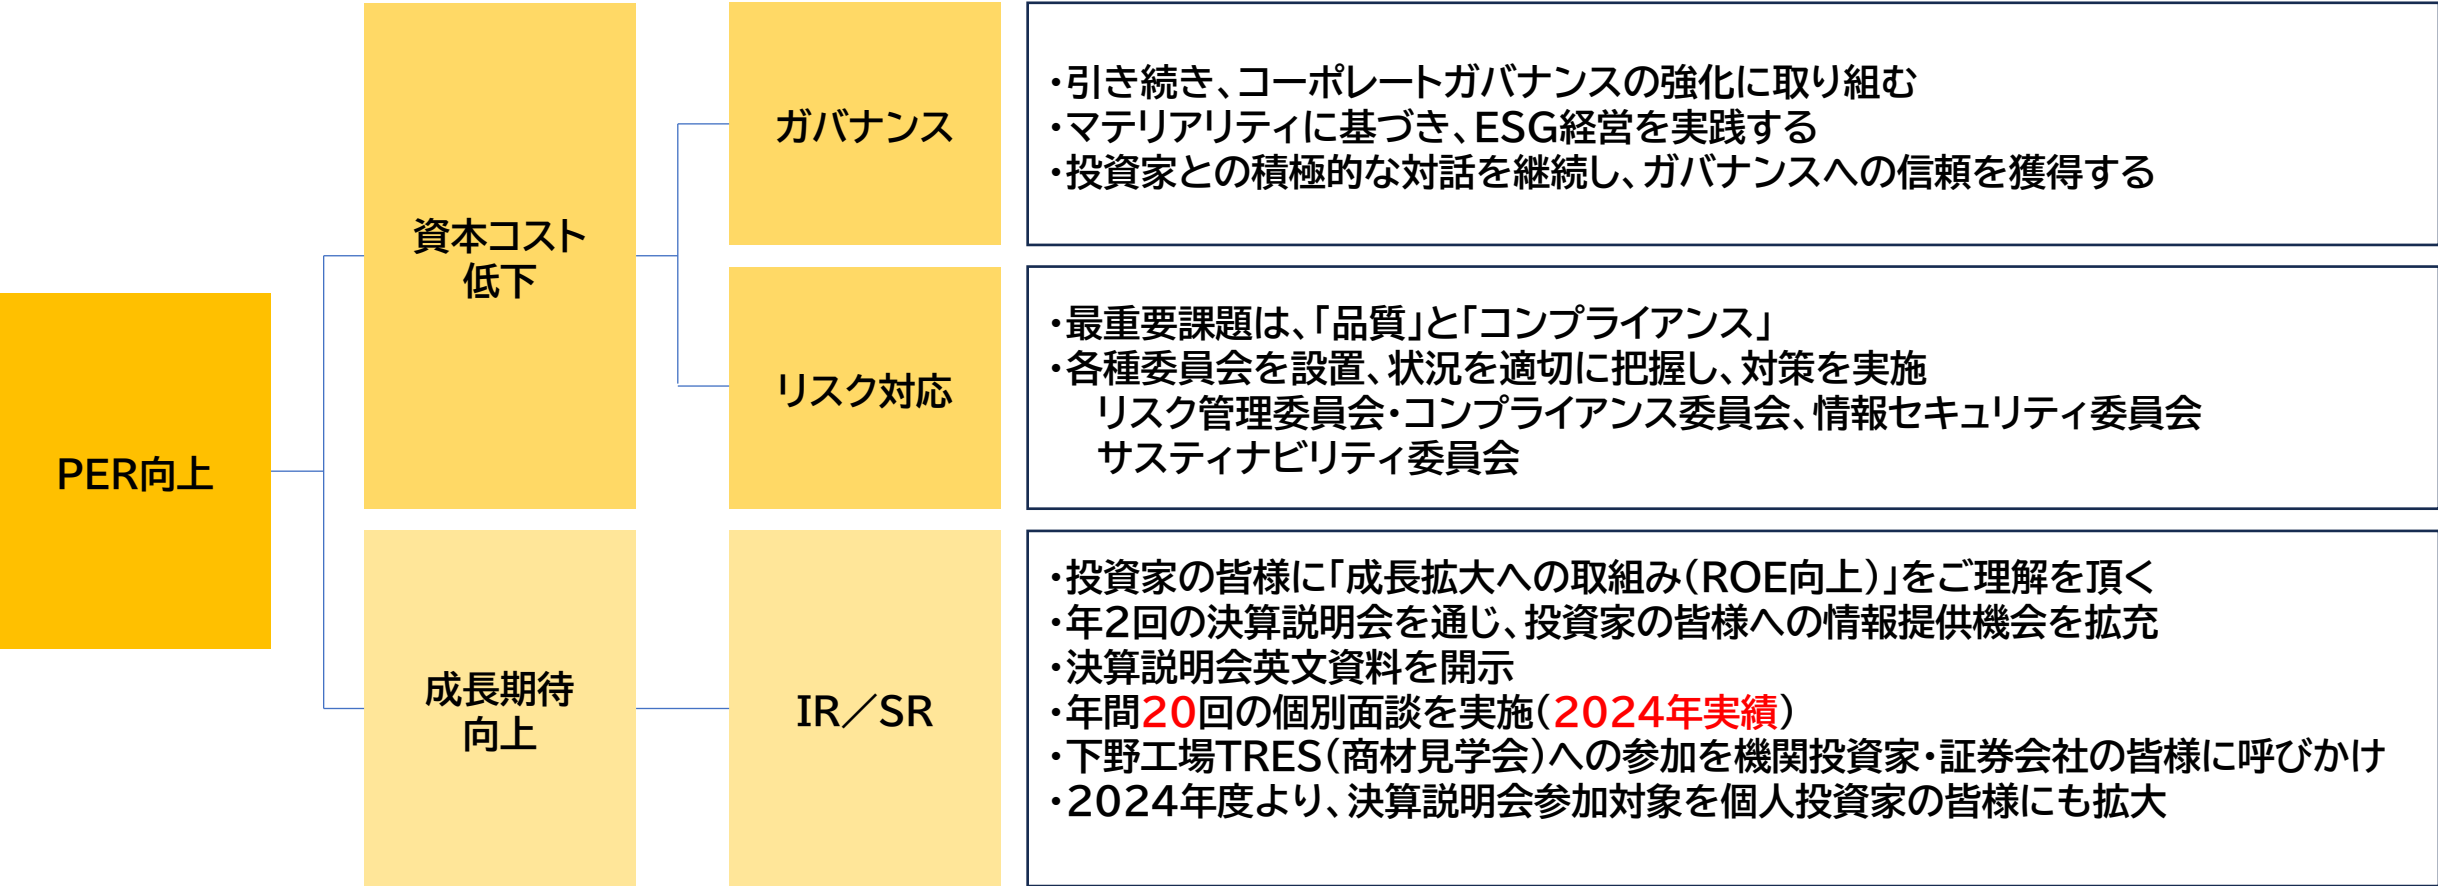 PER向上
資本コスト
低下
ガバナンス
・引き続き、コーポレートガバナンスの強化に取り組む
・マテリアリティに基づき、ESG経営を実践する
・投資家との積極的な対話を継続し、ガバナンスへの信頼を獲得する
リスク対応
・最重要課題は、「品質」と「コンプライアンス」
・各種委員会を設置、状況を適切に把握し、対策を実施
リスク管理委員会・コンプライアンス委員会、情報セキュリティ委員会
サスティナビリティ委員会
成長期待
向上
IR／SR
・投資家の皆様に「成長拡大への取組み（ROE向上）」をご理解を頂く
・年2回の決算説明会を通じ、投資家の皆様への情報提供機会を拡充
・決算説明会英文資料を開示
・年間20回の個別面談を実施（2024年実績）
・下野工場TRES（商材見学会）への参加を機関投資家・証券会社の皆様に呼びかけ
・2024年度より、決算説明会参加対象を個人投資家の皆様にも拡大